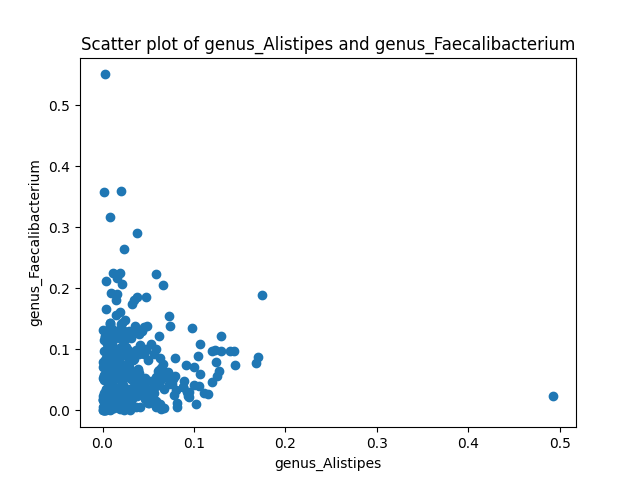 Scatter plot of genus_Alistipes and genus_Faecalibacterium
0.5
0.4
0.3
0.2
0.1
0.0
genus_Faecalibacterium
0.0 0.1 0.2 0.3 0.4 0.5
genus_Alistipes